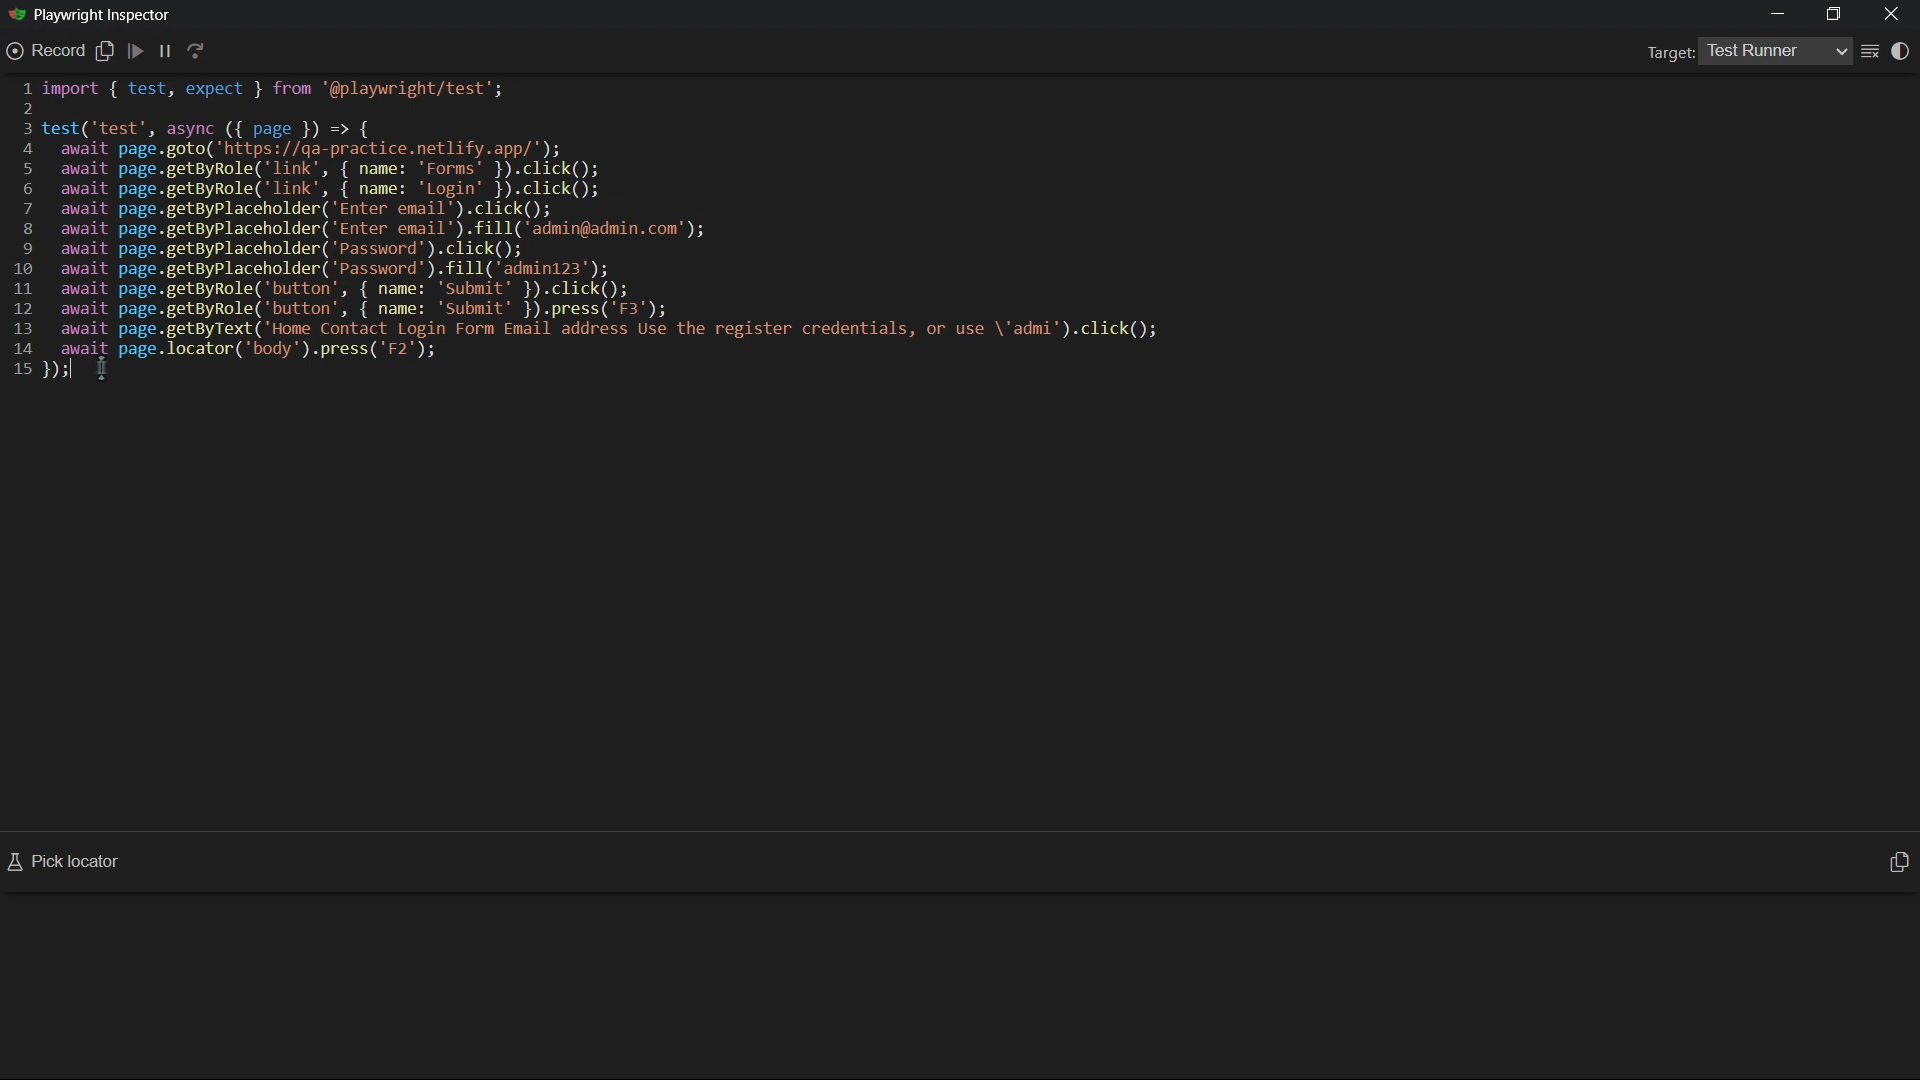 Playwright Inspector
Record
Target: Test Runner
1 import { test, expect } from '@playwright/test';
2
3 test('test', async ({ page }) => {
4   await page.goto('https://qa-practice.netlify.app/');
5   await page.getByRole('link', { name: 'Forms' }).click();
6   await page.getByRole('link', { name: 'Login' }).click();
7   await page.getByPlaceholder('Enter email').click();
8   await page.getByPlaceholder('Enter email').fill('admin@admin.com');
9   await page.getByPlaceholder('Password').click();
10   await page.getByPlaceholder('Password').fill('admin123');
11   await page.getByRole('button', { name: 'Submit' }).click();
12   await page.getByRole('button', { name: 'Submit' }).press('F3');
13   await page.getByText('Home Contact Login Form Email address Use the register credentials, or use \'admi').click();
14   await page.locator('body').press('F2');
15 });
Pick locator